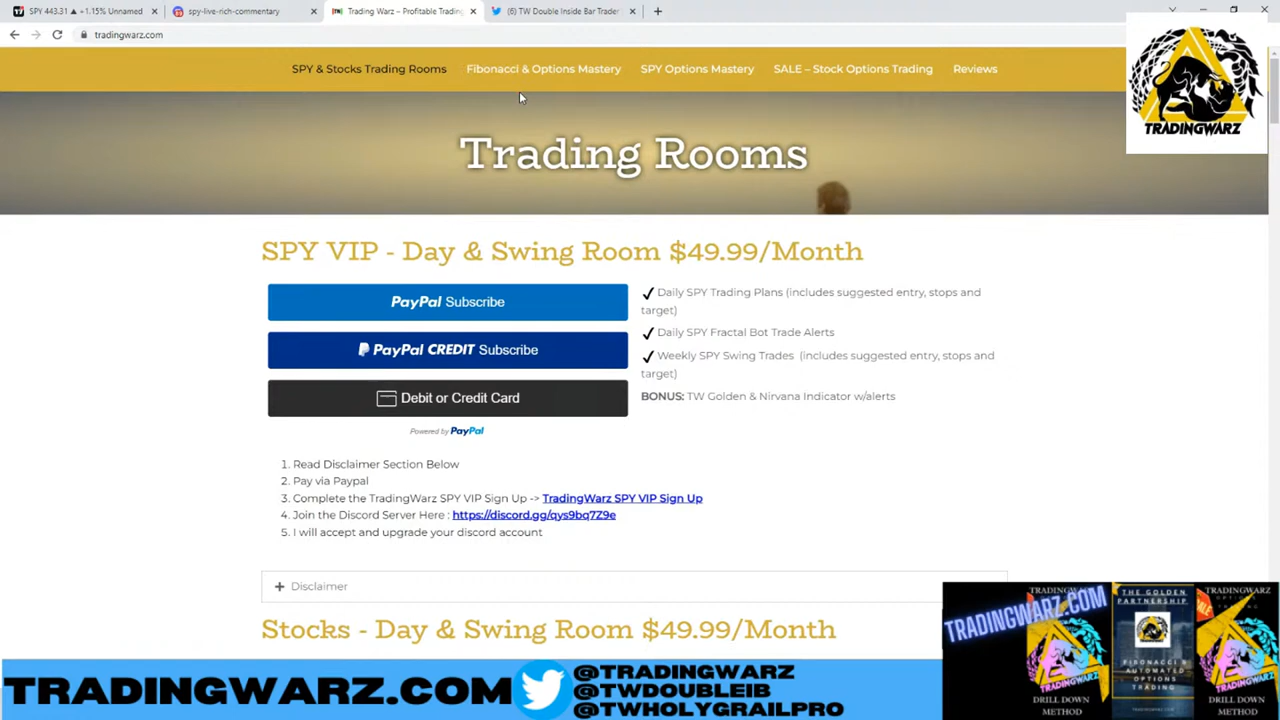 SPY 443.31 ▲ +1.15% Unnamed
spy-live-rich-commentary
Trading Warz – Profitable Trading
(6) TW Double Inside Bar Trader
tradingwarz.com
SPY & Stocks Trading Rooms
Fibonacci & Options Mastery
SPY Options Mastery
SALE – Stock Options Trading
Reviews
TRADINGWARZ
Trading Rooms
SPY VIP - Day & Swing Room $49.99/Month
PayPal Subscribe
PayPal CREDIT Subscribe
Debit or Credit Card
Powered by PayPal
✓ Daily SPY Trading Plans (includes suggested entry, stops and
target)
✓ Daily SPY Fractal Bot Trade Alerts
✓ Weekly SPY Swing Trades (includes suggested entry, stops and
target)
BONUS: TW Golden & Nirvana Indicator w/alerts
1. Read Disclaimer Section Below
2. Pay via Paypal
3. Complete the TradingWarz SPY VIP Sign Up -> TradingWarz SPY VIP Sign Up
4. Join the Discord Server Here : https://discord.gg/qys9bq7Z9e
5. I will accept and upgrade your discord account
+ Disclaimer
Stocks - Day & Swing Room $49.99/Month
TRADINGWARZ.COM
TRADINGWARZ
TRADINGWARZ
DRILL DOWN
METHOD
THE GOLDEN
PARTNERSHIP
FIBONACCI &
AUTOMATED
OPTIONS
TRADING
TRADINGWARZ
OPTIONS
TRADING
SALE
TRADINGWARZ
DRILL DOWN
METHOD
TRADINGWARZ.COM
@TRADINGWARZ
@TWDOUBLEIB
@TWHOLYGRAILPRO